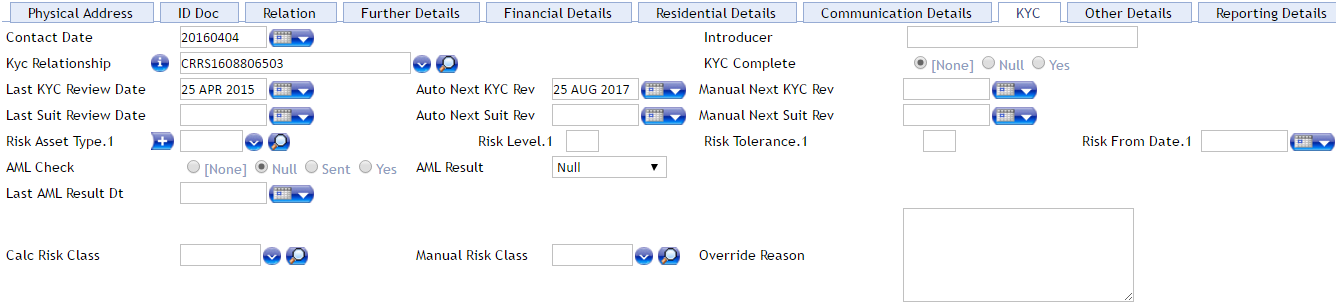 Physical Address ID Doc Relation Further Details Financial Details Residential Details Communication Details KYC Other Details Reporting Details
Contact Date 20160404 Introducer
Kyc Relationship CRRS1608806503 KYC Complete [None] Null Yes
Last KYC Review Date 25 APR 2015 Auto Next KYC Rev 25 AUG 2017 Manual Next KYC Rev
Last Suit Review Date Auto Next Suit Rev Manual Next Suit Rev
Risk Asset Type.1 Risk Level.1 Risk Tolerance.1 Risk From Date.1
AML Check [None] Null Sent Yes AML Result Null
Last AML Result Dt
Calc Risk Class Manual Risk Class Override Reason